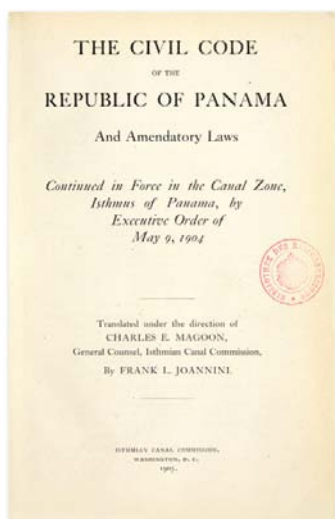 THE CIVIL CODE
OF THE
REPUBLIC OF PANAMA
And Amendatory Laws
Continued in Force in the Canal Zone,
Isthmus of Panama, by
Executive Order of
May 9, 1904
Translated under the direction of
CHARLES E. MAGOON,
General Counsel, Isthmian Canal Commission,
By FRANK L. JOANNINI.
ISTHMIAN CANAL COMMISSION,
WASHINGTON, D. C.
1905.